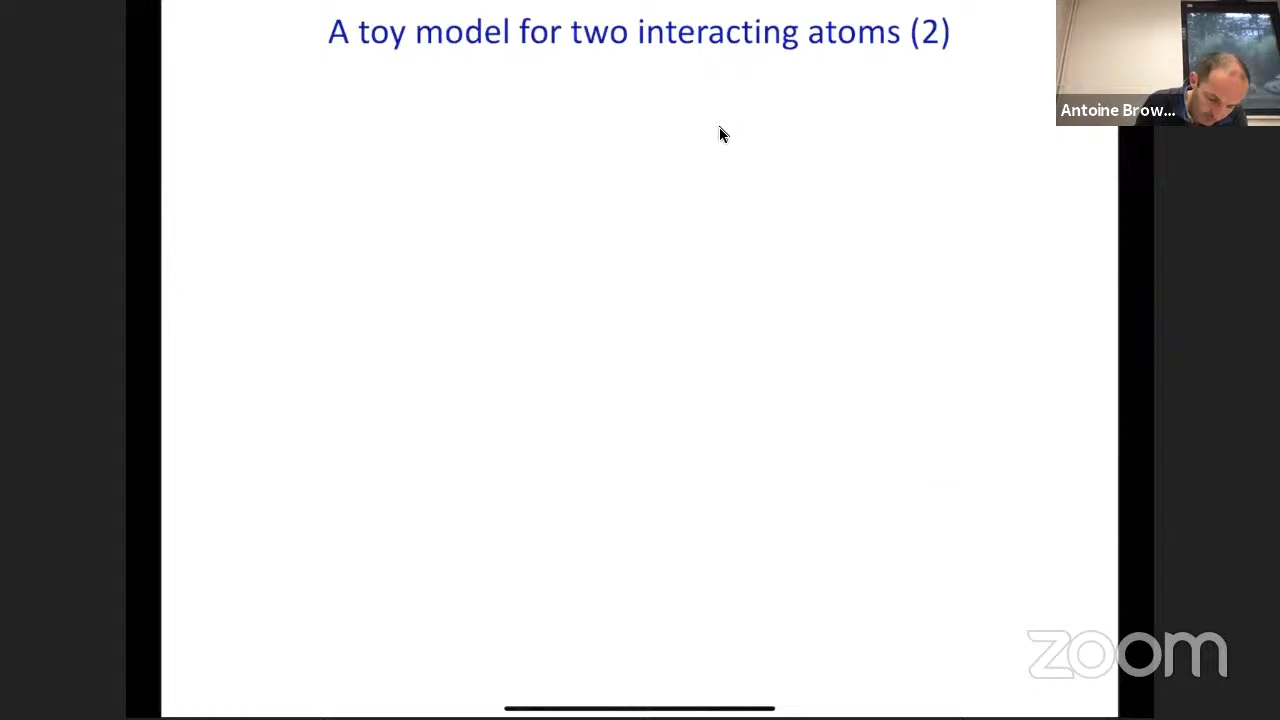 A toy model for two interacting atoms (2)
Antoine Brow...
zoom